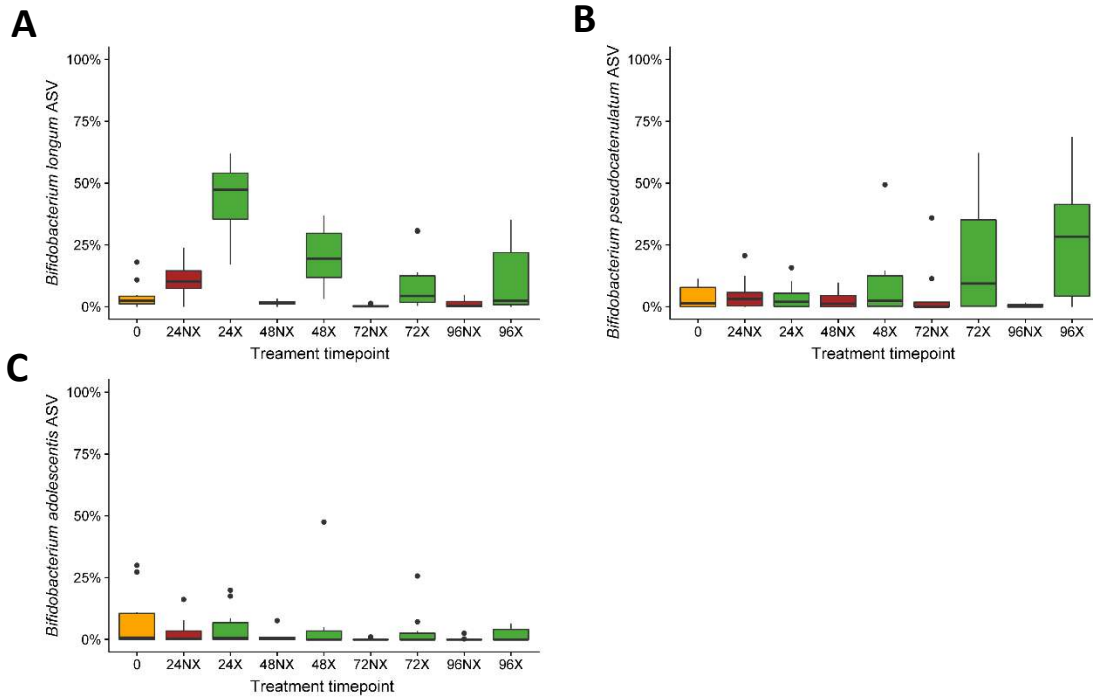 A
100%
75%
50%
25%
0%
Bifidobacterium longum ASV
0 24NX 24X 48NX 48X 72NX 72X 96NX 96X
Treament timepoint
B
100%
75%
50%
25%
0%
Bifidobacterium pseudocatenulatum ASV
0 24NX 24X 48NX 48X 72NX 72X 96NX 96X
Treatment timepoint
C
100%
75%
50%
25%
0%
Bifidobacterium adolescentis ASV
0 24NX 24X 48NX 48X 72NX 72X 96NX 96X
Treatment timepoint